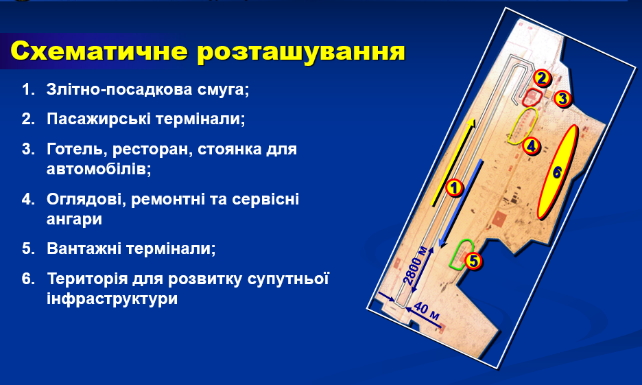 Схематичне розташування
1. Злітно-посадкова смуга;
2. Пасажирські термінали;
3. Готель, ресторан, стоянка для
автомобілів;
4. Оглядові, ремонтні та сервісні
ангари
5. Вантажні термінали;
6. Територія для розвитку супутньої
інфраструктури
2
3
4
6
1
5
2800 м
40 м